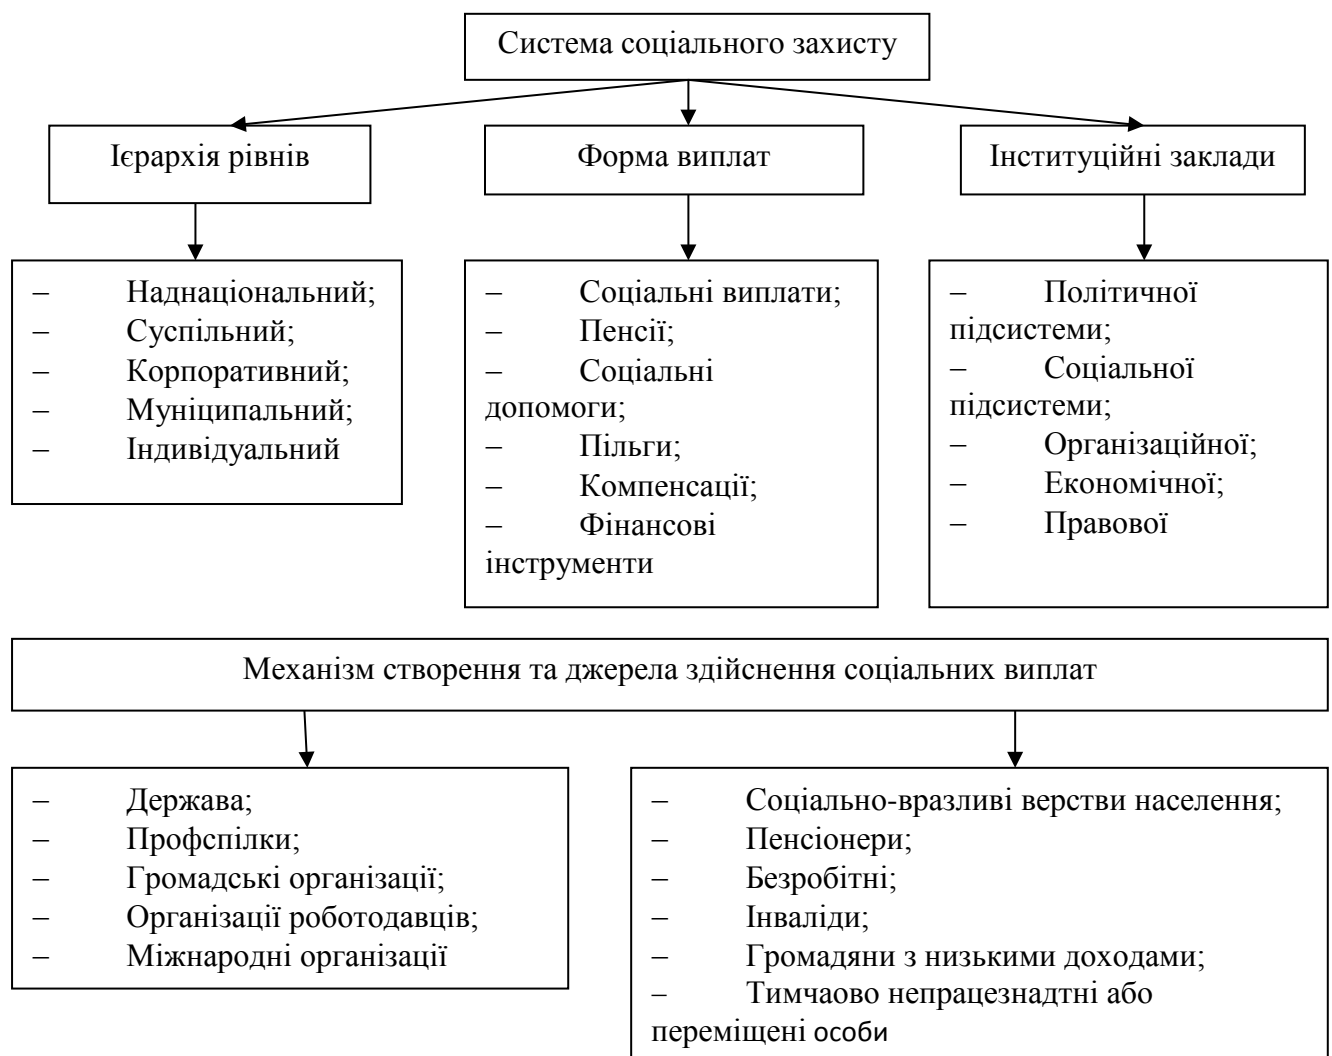 Система соціального захисту
Ієрархія рівнів
Форма виплат
Інституційні заклади
– Наднаціональний;
– Суспільний;
– Корпоративний;
– Муніципальний;
– Індивідуальний
– Соціальні виплати;
– Пенсії;
– Соціальні
допомоги;
– Пільги;
– Компенсації;
– Фінансові
інструменти
– Політичної
підсистеми;
– Соціальної
підсистеми;
– Організаційної;
– Економічної;
– Правової
Механізм створення та джерела здійснення соціальних виплат
– Держава;
– Профспілки;
– Громадські організації;
– Організації роботодавців;
– Міжнародні організації
– Соціально-вразливі верстви населення;
– Пенсіонери;
– Безробітні;
– Інваліди;
– Громадяни з низькими доходами;
– Тимчаово непрацезнадтні або
переміщені особи